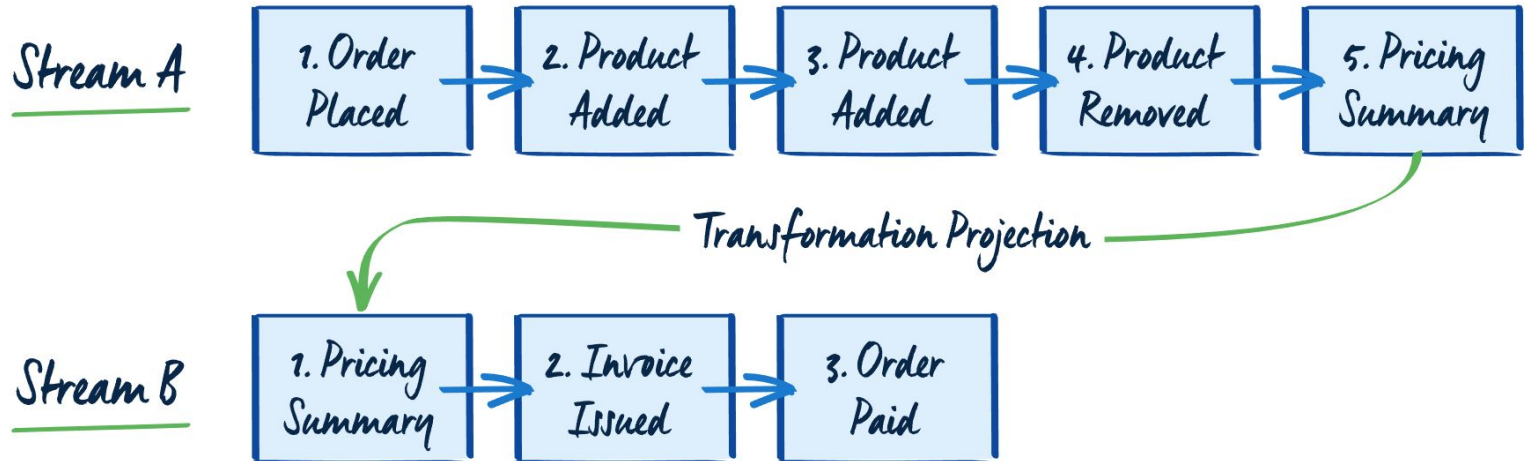 Stream A
1. Order
Placed
2. Product
Added
3. Product
Added
4. Product
Removed
5. Pricing
Summary
Transformation Projection
Stream B
1. Pricing
Summary
2. Invoice
Issued
3. Order
Paid